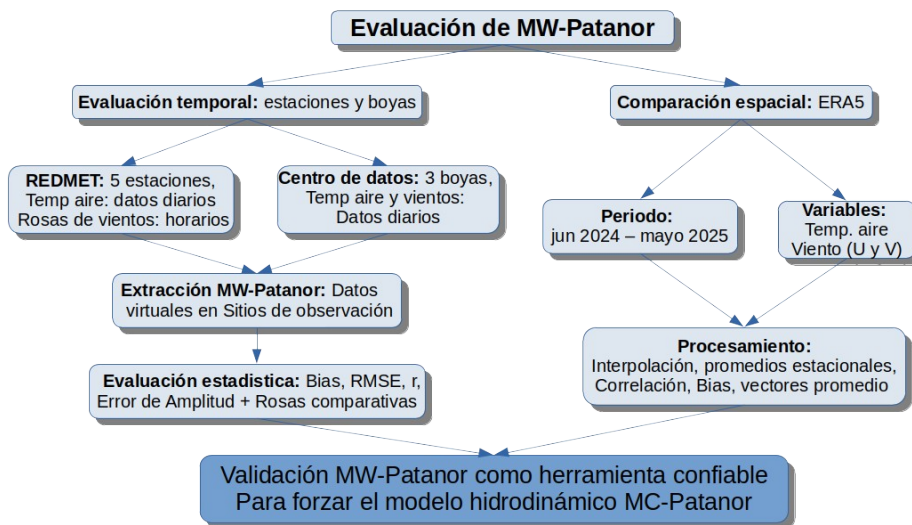 Evaluación de MW-Patanor
Evaluación temporal: estaciones y boyas
Comparación espacial: ERA5
REDMET: 5 estaciones,
Temp aire: datos diarios
Rosas de vientos: horarios
Centro de datos: 3 boyas,
Temp aire y vientos:
Datos diarios
Periodo:
jun 2024 – mayo 2025
Variables:
Temp. aire
Viento (U y V)
Extracción MW-Patanor: Datos
virtuales en Sitios de observación
Evaluación estadistica: Bias, RMSE, r,
Error de Amplitud + Rosas comparativas
Procesamiento:
Interpolación, promedios estacionales,
Correlación, Bias, vectores promedio
Validación MW-Patanor como herramienta confiable
Para forzar el modelo hidrodinámico MC-Patanor